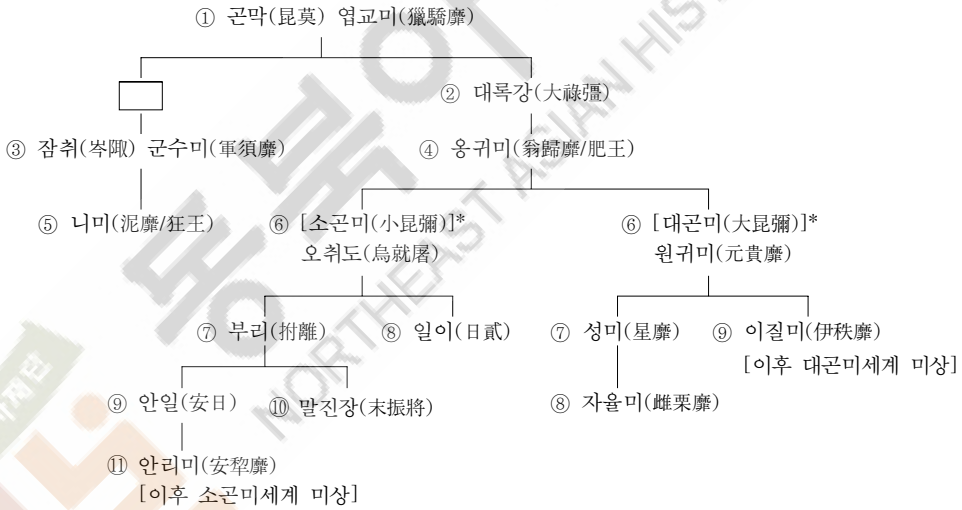 ① 곤막(昆莫) 엽교미(獵驕靡)
② 대록강(大祿彊)
③ 잠취(岑陬) 군수미(軍須靡)
④ 옹귀미(翁歸靡/肥王)
⑤ 니미(泥靡/狂王)
⑥ [소곤미(小昆彌)]*
오취도(烏就屠)
⑥ [대곤미(大昆彌)]*
원귀미(元貴靡)
⑦ 부리(拊離)
⑧ 일이(日貳)
⑦ 성미(星靡)
⑨ 이질미(伊秩靡)
[이후 대곤미세계 미상]
⑨ 안일(安日)
⑩ 말진장(末振將)
⑧ 자율미(雌栗靡)
⑪ 안리미(安犂靡)
[이후 소곤미세계 미상]
동북아
NORTHEAST ASIAN HIS